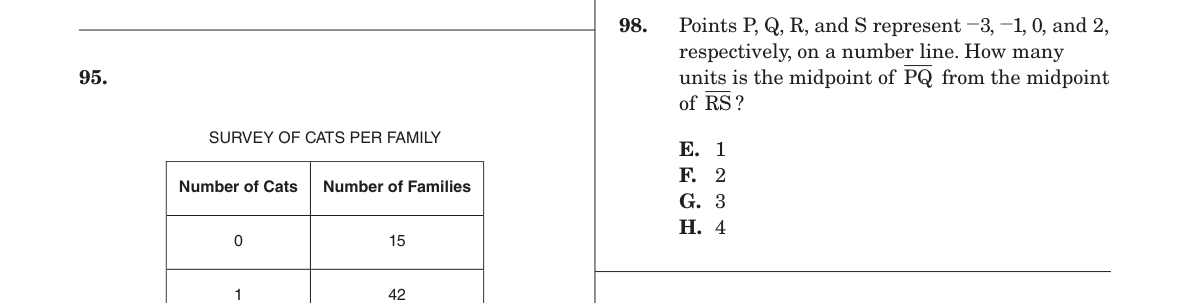 95.
SURVEY OF CATS PER FAMILY
Number of Cats Number of Families
0 15
1 42
98. Points P, Q, R, and S represent −3, −1, 0, and 2,
respectively, on a number line. How many
units is the midpoint of PQ from the midpoint
of RS?
E. 1
F. 2
G. 3
H. 4